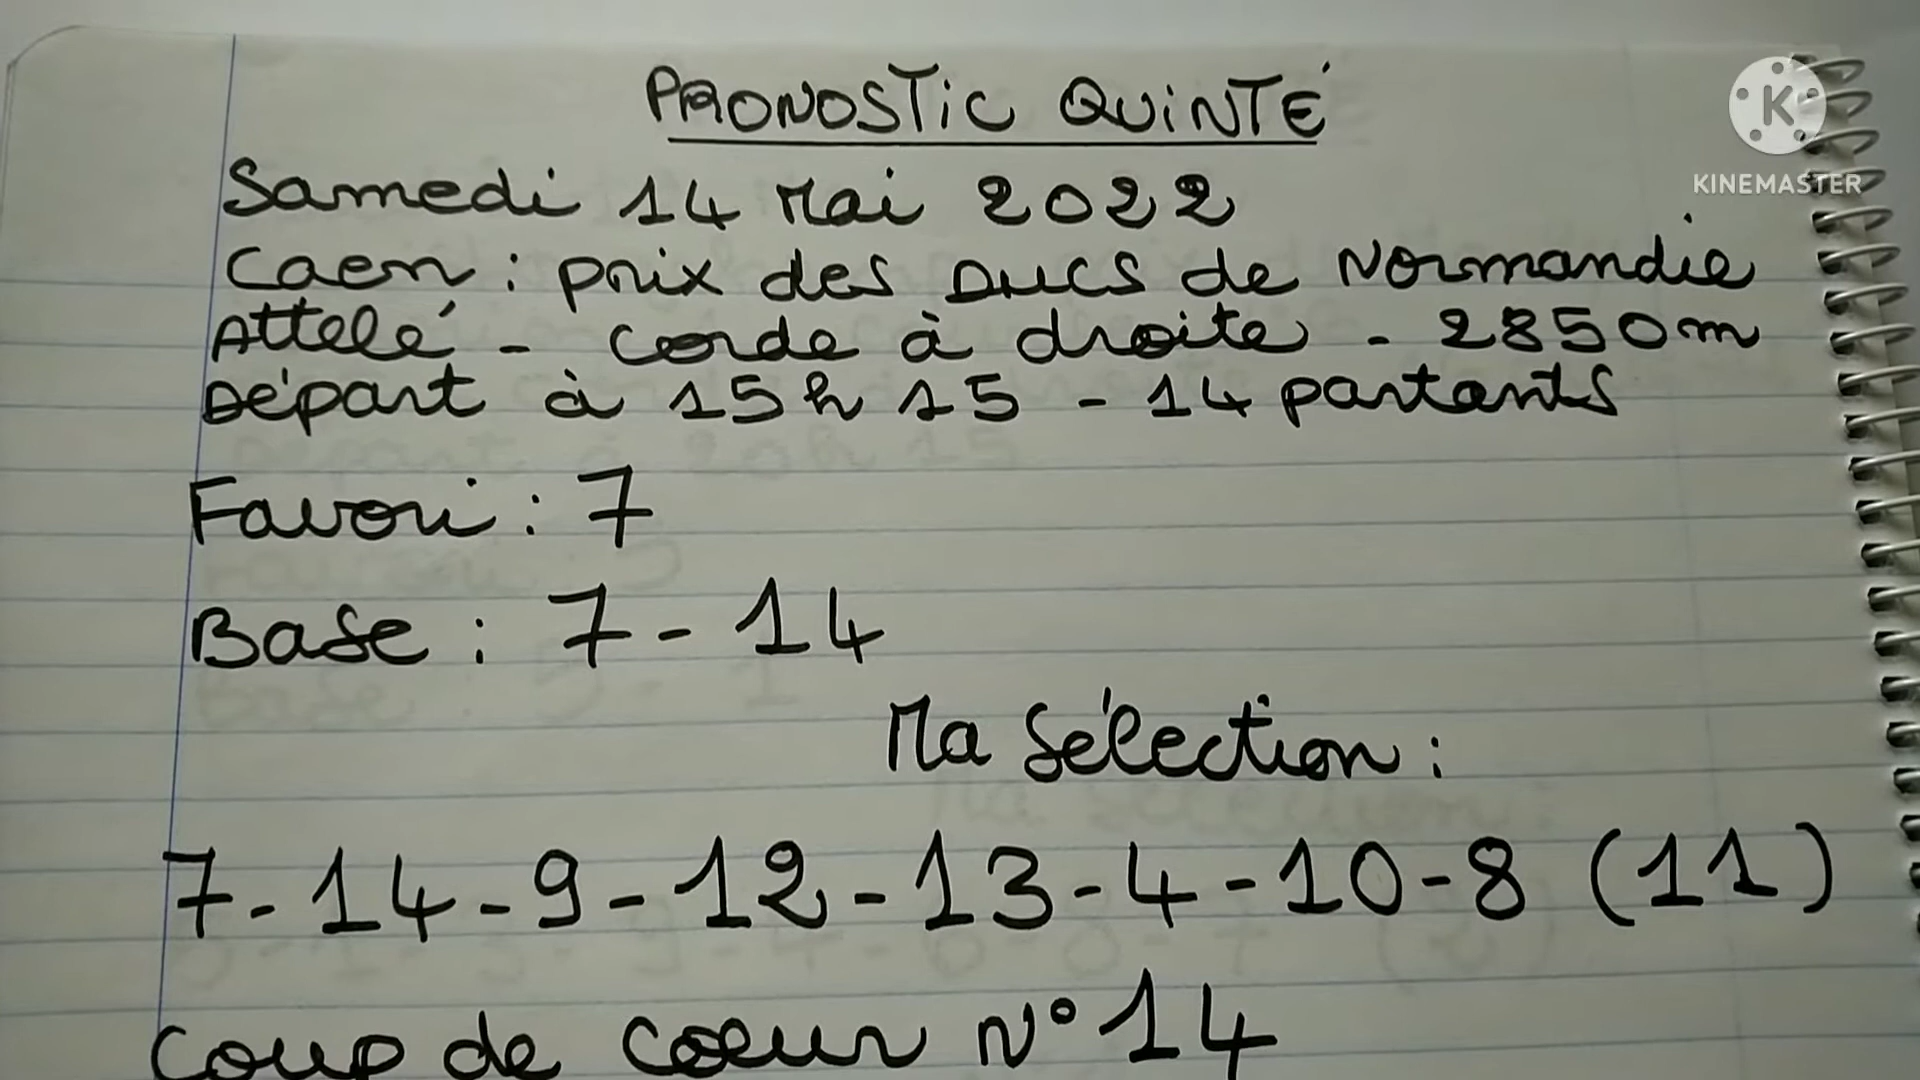 PRONOSTIC QUINTÉ
Samedi 14 Mai 2022
Caen : prix des Ducs de Normandie
Attelé - corde à droite - 2850m
Départ à 15h15 - 14 partants
Favori : 7
Base : 7 - 14
Ma Sélection :
7 - 14 - 9 - 12 - 13 - 4 - 10 - 8 (11)
Coup de coeur N° 14
K
KINEMASTER